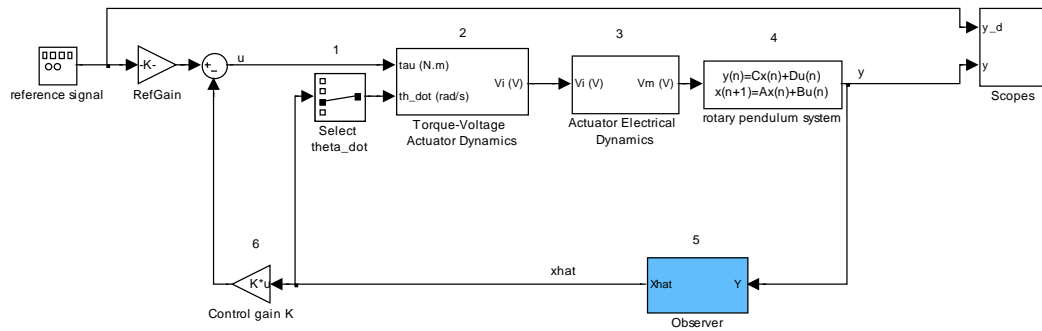 reference signal
-K-
RefGain
+
−
u
1
Select
theta_dot
2
tau (N.m)
th_dot (rad/s)
Vi (V)
Torque-Voltage
Actuator Dynamics
3
Vi (V)
Vm (V)
Actuator Electrical
Dynamics
4
y(n)=Cx(n)+Du(n)
x(n+1)=Ax(n)+Bu(n)
rotary pendulum system
y
y_d
y
Scopes
6
K*u
Control gain K
xhat
5
Xhat
Y
Observer